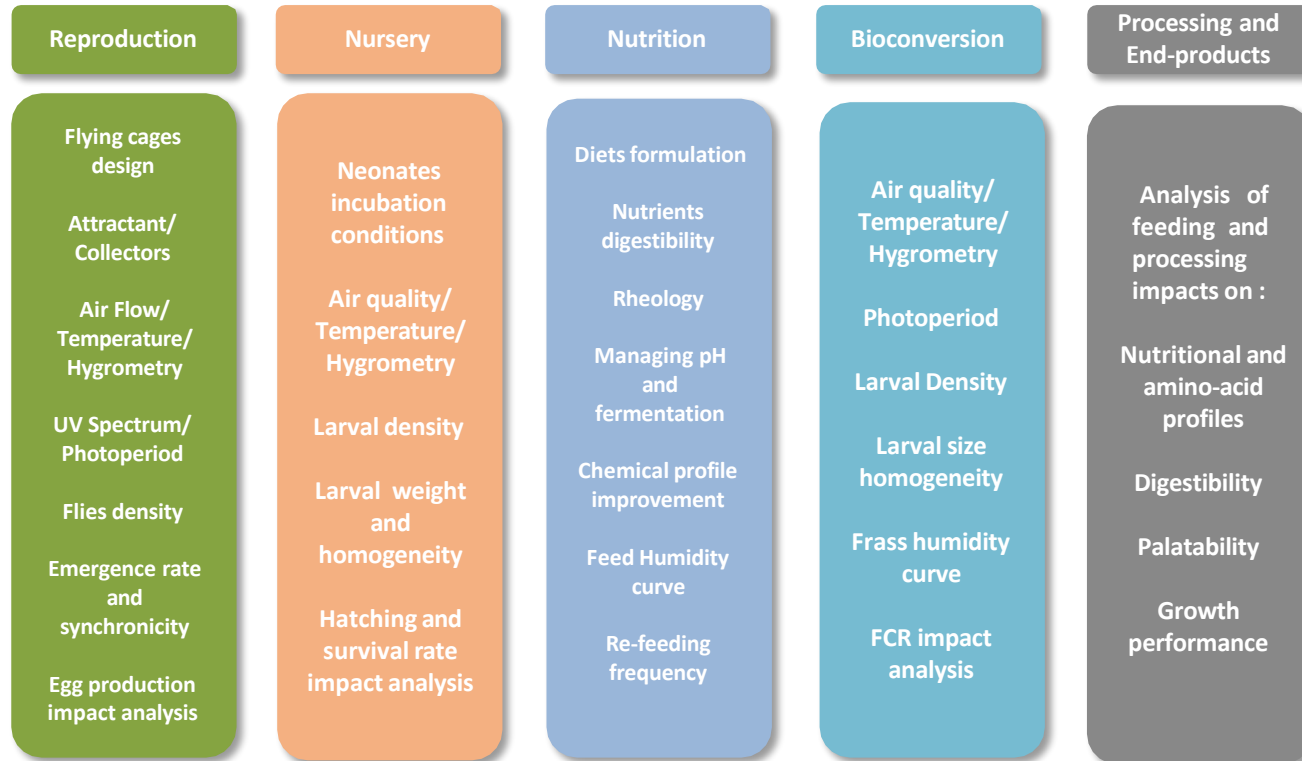 Reproduction
Flying cages
design
Attractant/
Collectors
Air Flow/
Temperature/
Hygrometry
UV Spectrum/
Photoperiod
Flies density
Emergence rate
and
synchronicity
Egg production
impact analysis
Nursery
Neonates
incubation
conditions
Air quality/
Temperature/
Hygrometry
Larval density
Larval weight
and
homogeneity
Hatching and
survival rate
impact analysis
Nutrition
Diets formulation
Nutrients
digestibility
Rheology
Managing pH
and
fermentation
Chemical profile
improvement
Feed Humidity
curve
Re-feeding
frequency
Bioconversion
Air quality/
Temperature/
Hygrometry
Photoperiod
Larval Density
Larval size
homogeneity
Frass humidity
curve
FCR impact
analysis
Processing and
End-products
Analysis of
feeding and
processing
impacts on :
Nutritional and
amino-acid
profiles
Digestibility
Palatability
Growth
performance